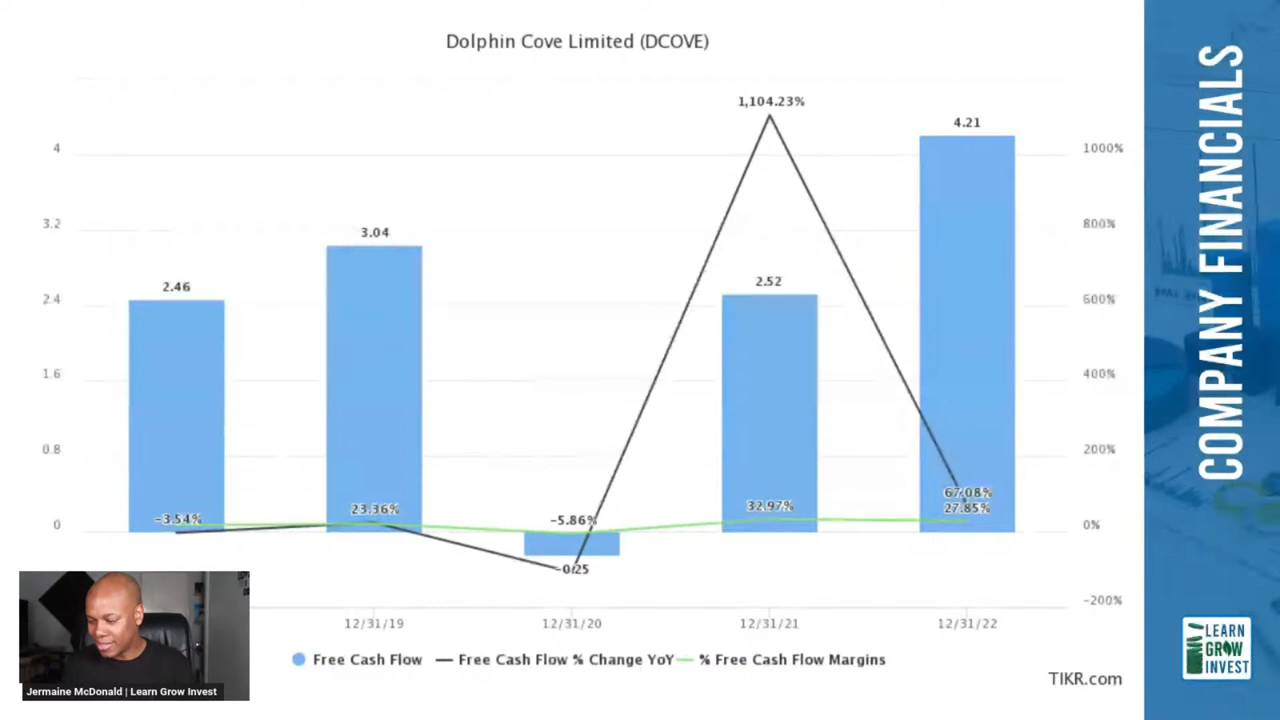 Dolphin Cove Limited (DCOVE)
4
3.2
2.4
1.6
0.8
0
1000%
800%
600%
400%
200%
0%
-200%
2.46
3.04
-0.25
2.52
4.21
-3.54%
23.36%
-5.86%
1,104.23%
32.97%
67.08%
27.85%
12/31/19
12/31/20
12/31/21
12/31/22
Free Cash Flow
Free Cash Flow % Change YoY
% Free Cash Flow Margins
TIKR.com
COMPANY FINANCIALS
LEARN
GROW
INVEST
Jermaine McDonald | Learn Grow Invest